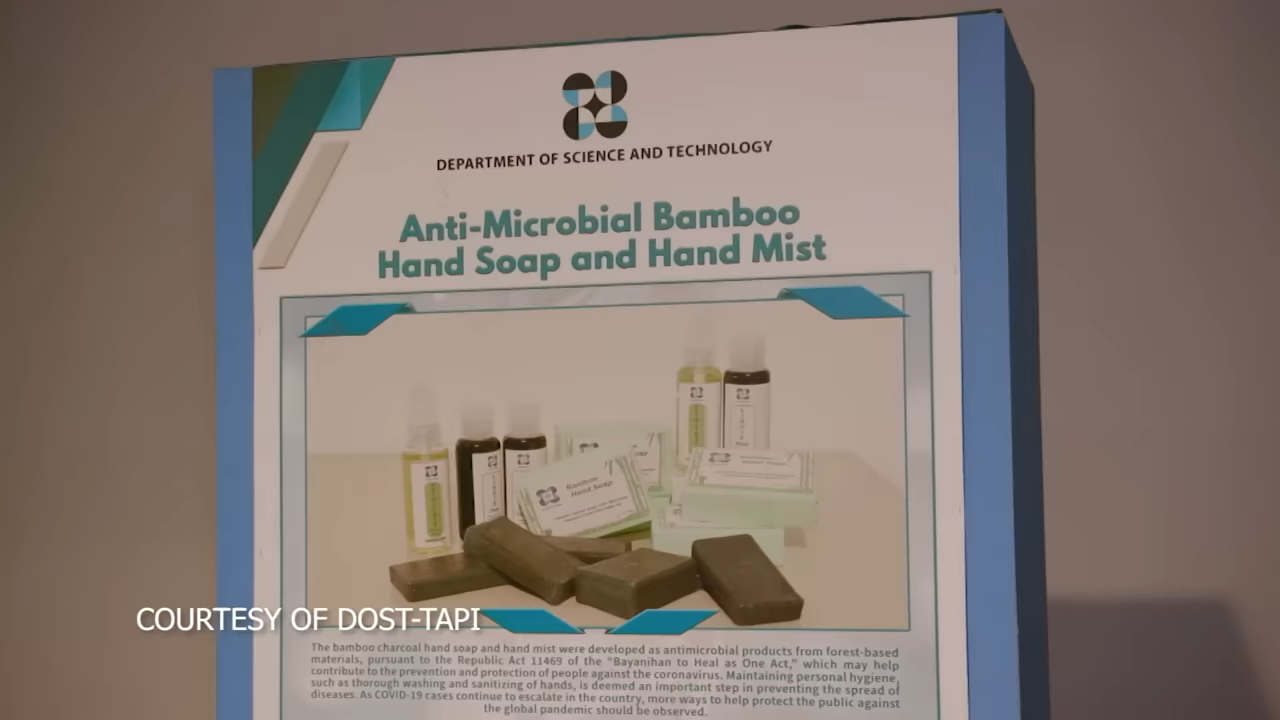 DEPARTMENT OF SCIENCE AND TECHNOLOGY
Anti-Microbial Bamboo
Hand Soap and Hand Mist
Bamboo
Hand Soap
COURTESY OF DOST-TAPI
The bamboo charcoal hand soap and hand mist were developed as antimicrobial products from forest-based
materials, pursuant to the Republic Act 11469 of the "Bayanihan to Heal as One Act," which may help
contribute to the prevention and protection of people against the coronavirus. Maintaining personal hygiene,
such as thorough washing and sanitizing of hands, is deemed an important step in preventing the spread of
diseases. As COVID-19 cases continue to escalate in the country, more ways to help protect the public against
the global pandemic should be observed.